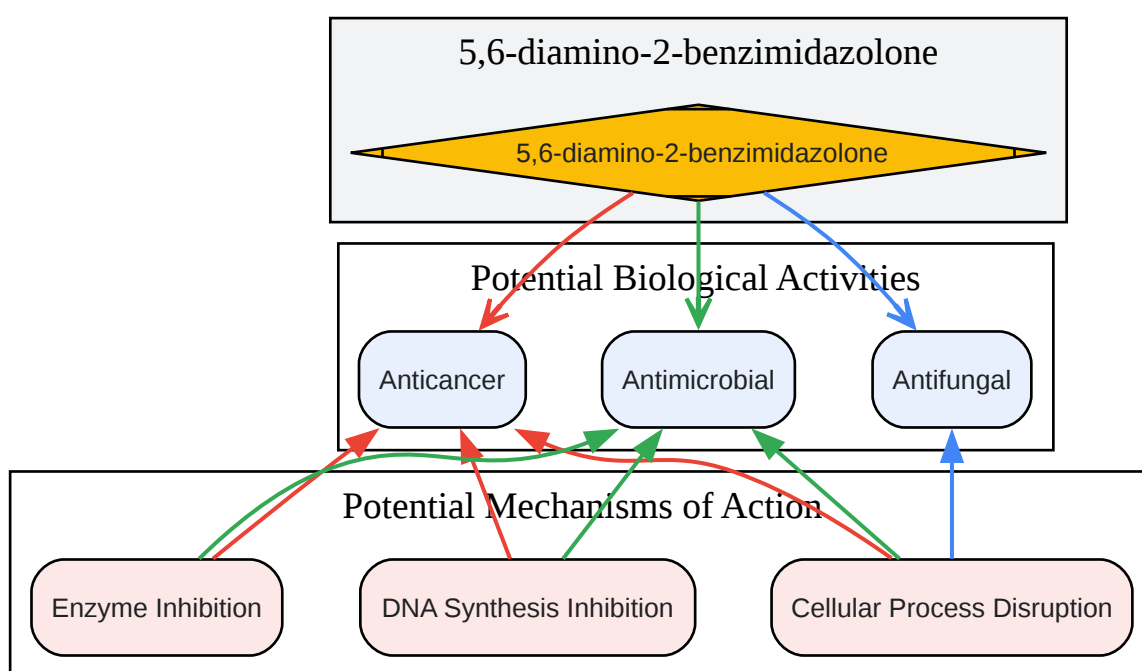 5,6-diamino-2-benzimidazolone
5,6-diamino-2-benzimidazolone
Potential Biological Activities
Anticancer
Antimicrobial
Antifungal
Potential Mechanisms of Action
Enzyme Inhibition
DNA Synthesis Inhibition
Cellular Process Disruption